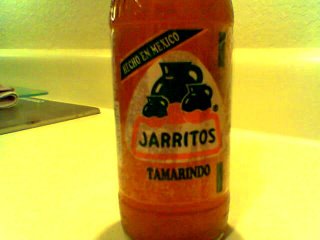 HECHO EN MEXICO
JARRITOS
®
TAMARINDO